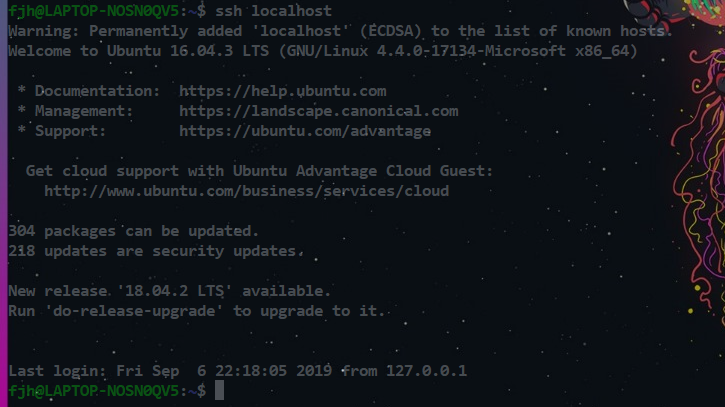 fjh@LAPTOP-NOSN0QV5:~$ ssh localhost
Warning: Permanently added 'localhost' (ECDSA) to the list of known hosts.
Welcome to Ubuntu 16.04.3 LTS (GNU/Linux 4.4.0-17134-Microsoft x86_64)
* Documentation:  https://help.ubuntu.com
* Management:     https://landscape.canonical.com
* Support:        https://ubuntu.com/advantage
Get cloud support with Ubuntu Advantage Cloud Guest:
http://www.ubuntu.com/business/services/cloud
304 packages can be updated.
218 updates are security updates.
New release '18.04.2 LTS' available.
Run 'do-release-upgrade' to upgrade to it.
Last login: Fri Sep  6 22:18:05 2019 from 127.0.0.1
fjh@LAPTOP-NOSN0QV5:~$